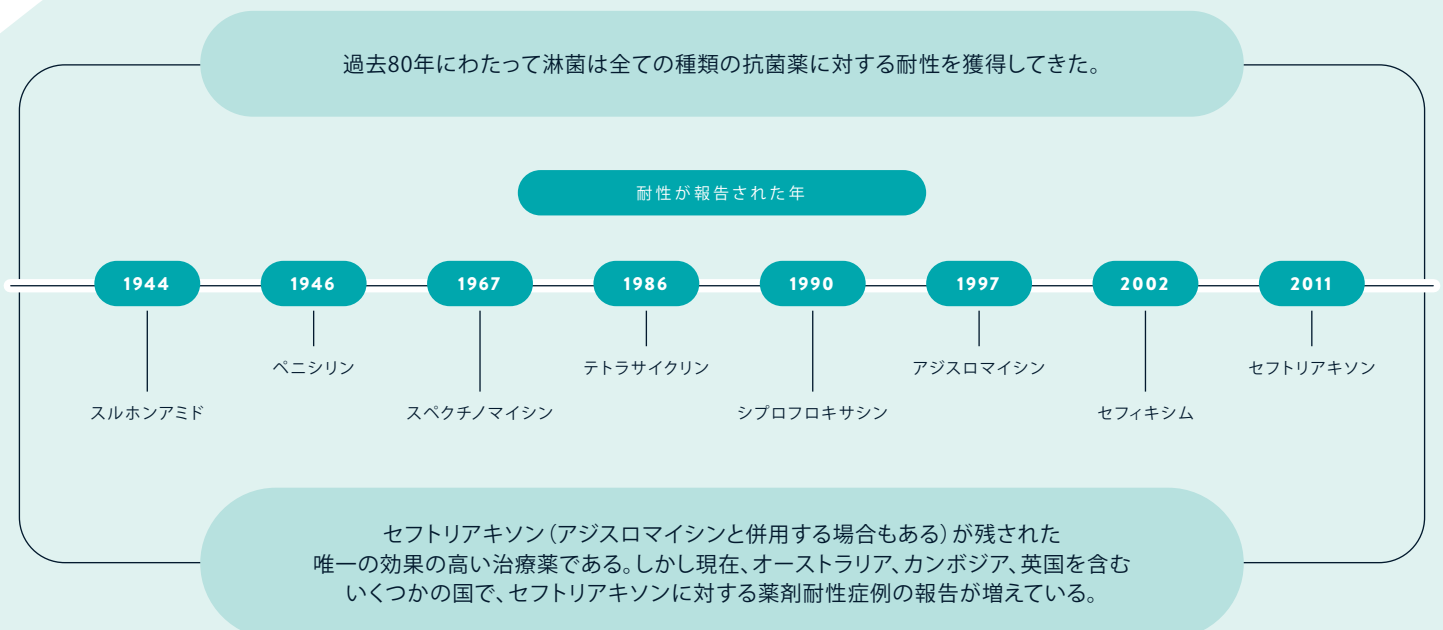 過去80年にわたって淋菌は全ての種類の抗菌薬に対する耐性を獲得してきた。
耐性が報告された年
1944
1946
1967
1986
1990
1997
2002
2011
ペニシリン
テトラサイクリン
アジスロマイシン
セフトリアキソン
スルホンアミド
スペクチノマイシン
シプロフロキサシン
セフィキシム
セフトリアキソン（アジスロマイシンと併用する場合もある）が残された
唯一の効果の高い治療薬である。しかし現在、オーストラリア、カンボジア、英国を含む
いくつかの国で、セフトリアキソンに対する薬剤耐性症例の報告が増えている。